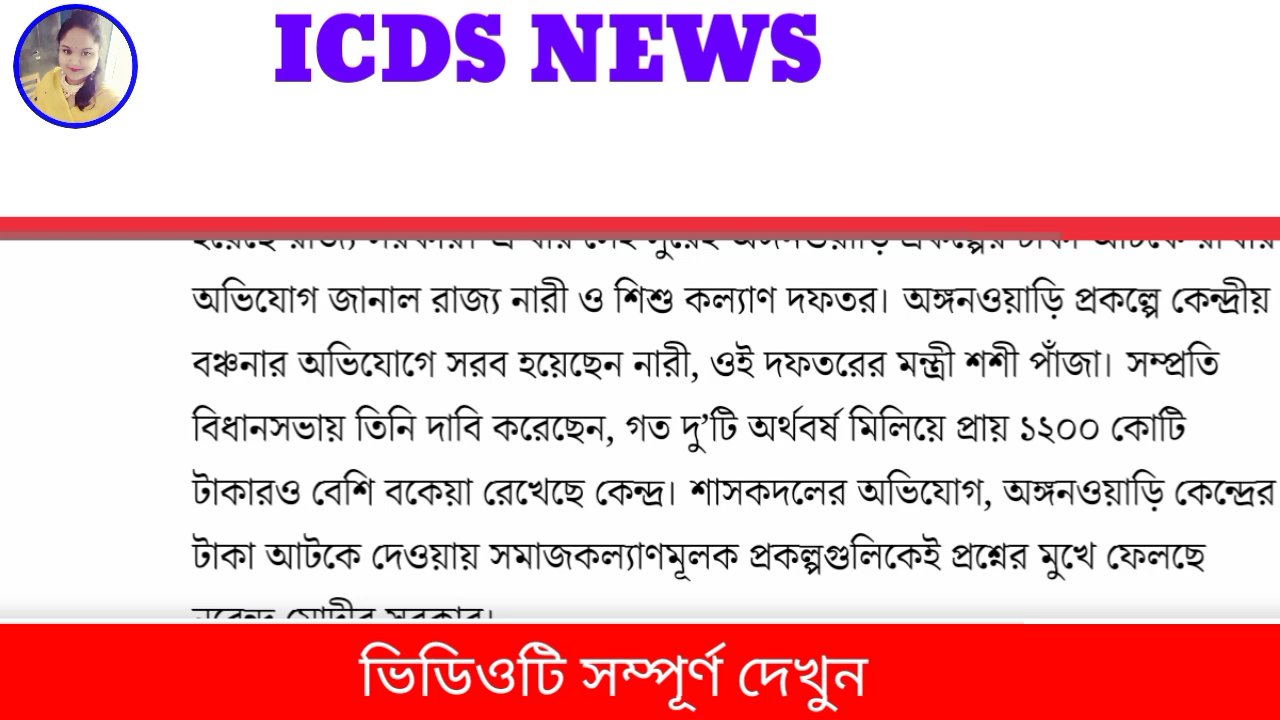 ICDS NEWS
অভিযোগ জানাল রাজ্য নারী ও শিশু কল্যাণ দফতর। অঙ্গনওয়াড়ি প্রকল্পে কেন্দ্রীয়
বঞ্চনার অভিযোগে সরব হয়েছেন নারী, ওই দফতরের মন্ত্রী শশী পাঁজা। সম্প্রতি
বিধানসভায় তিনি দাবি করেছেন, গত দু’টি অর্থবর্ষ মিলিয়ে প্রায় ১২০০ কোটি
টাকারও বেশি বকেয়া রেখেছে কেন্দ্র। শাসকদলের অভিযোগ, অঙ্গনওয়াড়ি কেন্দ্রের
টাকা আটকে দেওয়ায় সমাজকল্যাণমূলক প্রকল্পগুলিকেই প্রশ্নের মুখে ফেলছে
ভিডিওটি সম্পূর্ণ দেখুন